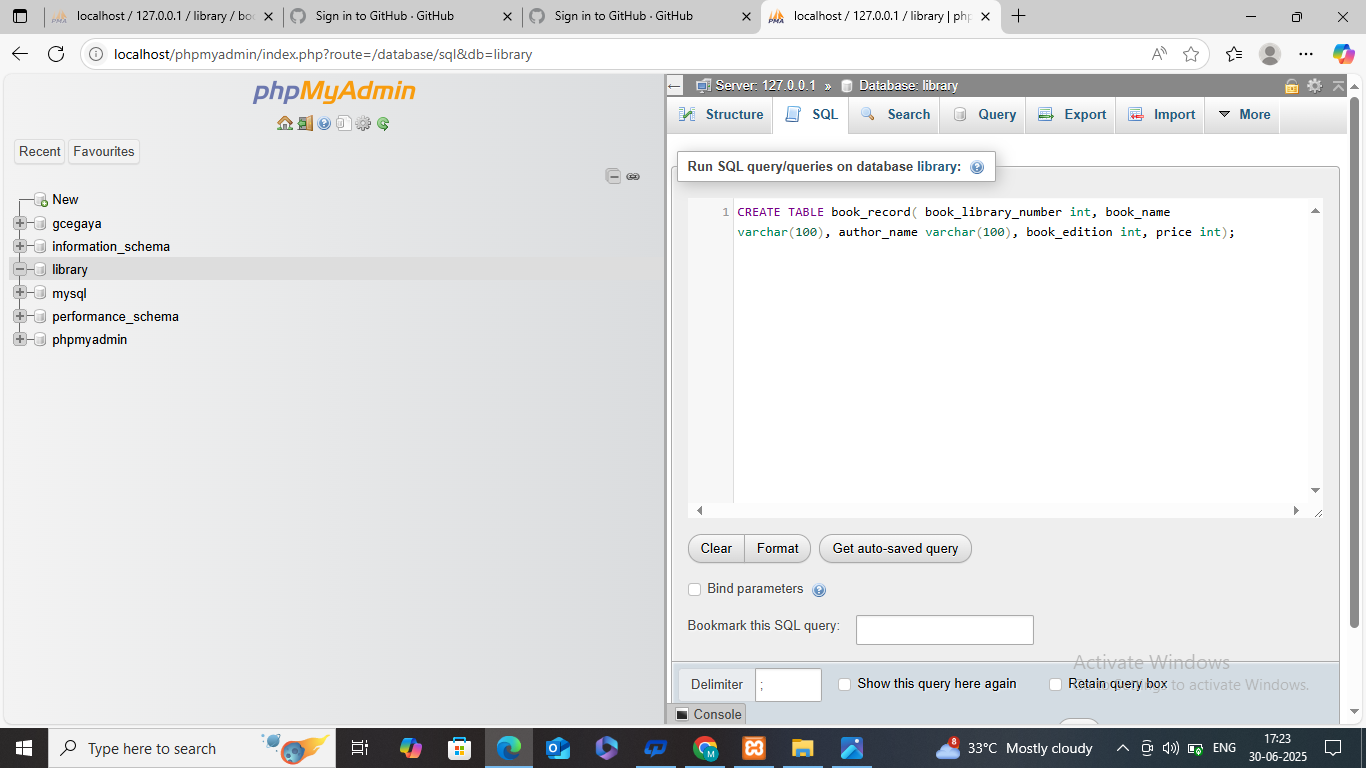 localhost / 127.0.0.1 / library / bo
Sign in to GitHub · GitHub
Sign in to GitHub · GitHub
localhost / 127.0.0.1 / library | ph
localhost/phpmyadmin/index.php?route=/database/sql&db=library
phpMyAdmin
Recent
Favourites
New
gcegaya
information_schema
library
mysql
performance_schema
phpmyadmin
Server: 127.0.0.1 » Database: library
Structure
SQL
Search
Query
Export
Import
More
Run SQL query/queries on database library:
1 CREATE TABLE book_record( book_library_number int, book_name
varchar(100), author_name varchar(100), book_edition int, price int);
Clear
Format
Get auto-saved query
Bind parameters
Bookmark this SQL query:
Activate Windows
Delimiter ;
Show this query here again
Retain query box
to activate Windows.
Console
Type here to search
8
33°C Mostly cloudy
ENG
17:23
30-06-2025